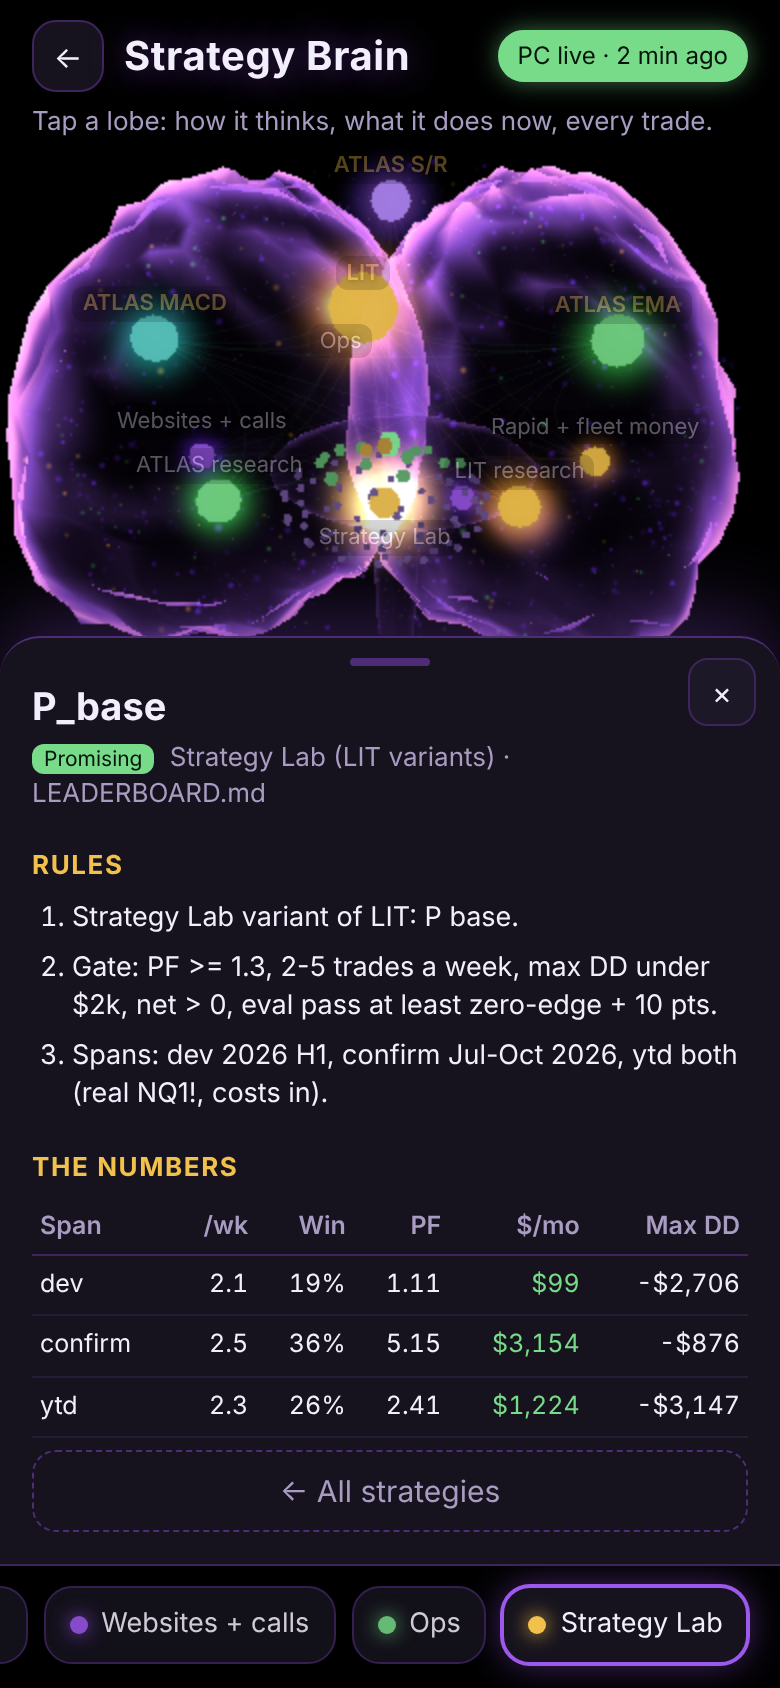 ←
Strategy Brain
PC live · 2 min ago
Tap a lobe: how it thinks, what it does now, every trade.
ATLAS S/R
LIT
ATLAS MACD
ATLAS EMA
Ops
Websites + calls
Rapid + fleet money
ATLAS research
LIT research
Strategy Lab
×
P_base
Promising Strategy Lab (LIT variants) ·
LEADERBOARD.md
RULES
1. Strategy Lab variant of LIT: P base.
2. Gate: PF >= 1.3, 2-5 trades a week, max DD under
$2k, net > 0, eval pass at least zero-edge + 10 pts.
3. Spans: dev 2026 H1, confirm Jul-Oct 2026, ytd both
(real NQ1!, costs in).
THE NUMBERS
Span /wk Win PF $/mo Max DD
dev 2.1 19% 1.11 $99 -$2,706
confirm 2.5 36% 5.15 $3,154 -$876
ytd 2.3 26% 2.41 $1,224 -$3,147
← All strategies
Websites + calls
Ops
Strategy Lab